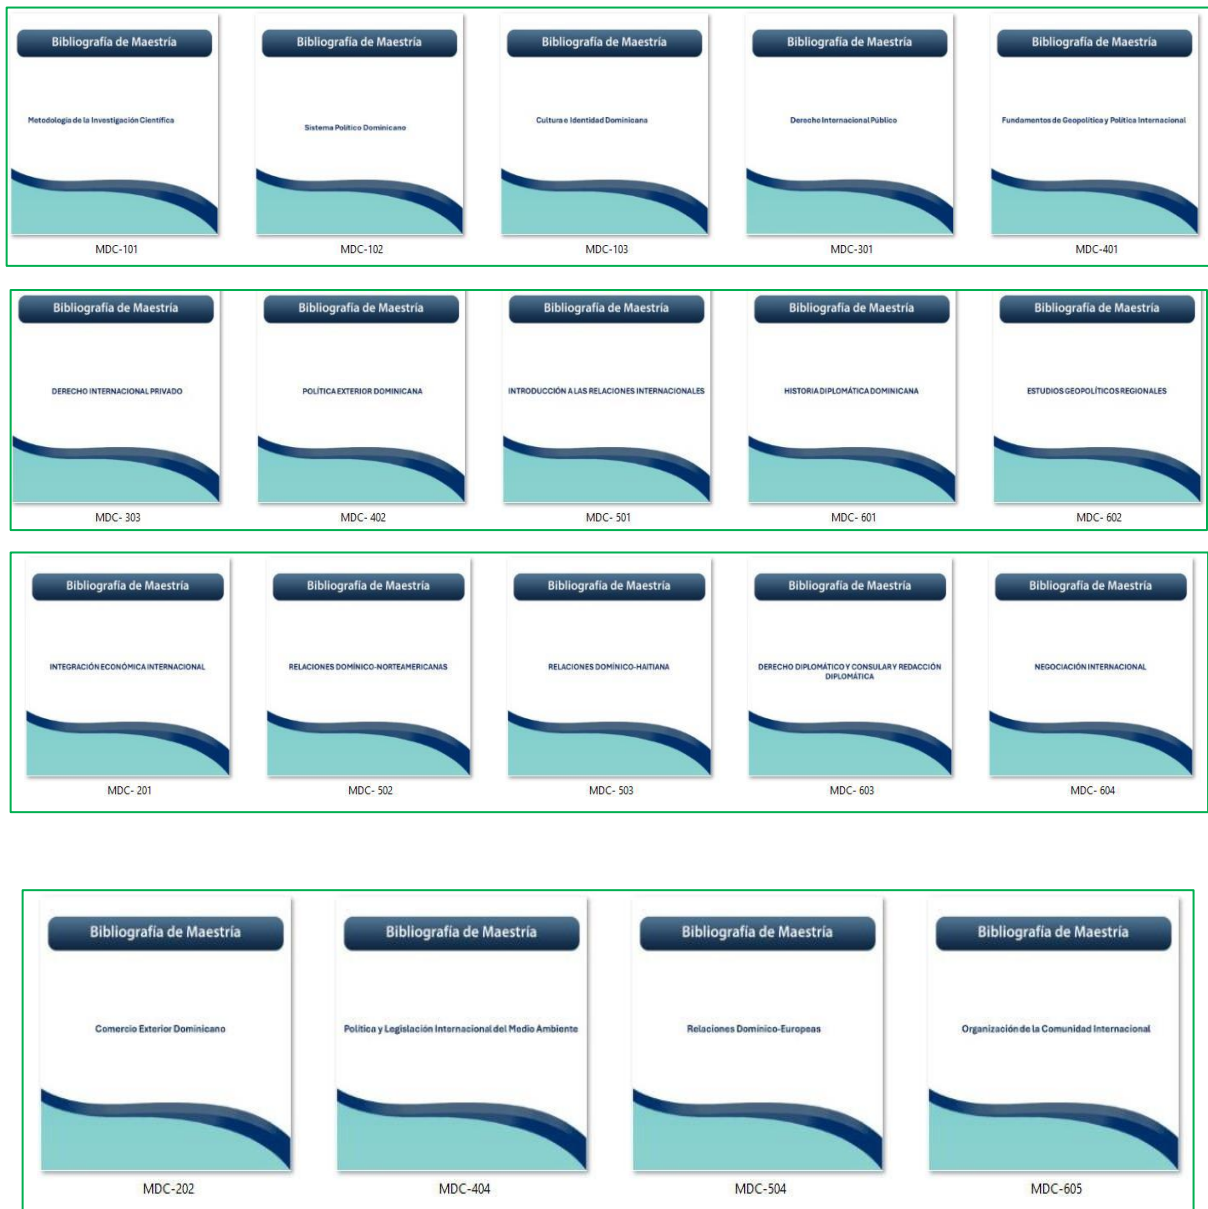 Bibliografía de Maestría
Metodología de la Investigación Científica
MDC-101
Bibliografía de Maestría
Sistema Político Dominicano
MDC-102
Bibliografía de Maestría
Cultura e Identidad Dominicana
MDC-103
Bibliografía de Maestría
Derecho Internacional Público
MDC-301
Bibliografía de Maestría
Fundamentos de Geopolítica y Política Internacional
MDC-401
Bibliografía de Maestría
DERECHO INTERNACIONAL PRIVADO
MDC- 303
Bibliografía de Maestría
POLÍTICA EXTERIOR DOMINICANA
MDC- 402
Bibliografía de Maestría
INTRODUCCIÓN A LAS RELACIONES INTERNACIONALES
MDC- 501
Bibliografía de Maestría
HISTORIA DIPLOMÁTICA DOMINICANA
MDC- 601
Bibliografía de Maestría
ESTUDIOS GEOPOLÍTICOS REGIONALES
MDC- 602
Bibliografía de Maestría
INTEGRACIÓN ECONÓMICA INTERNACIONAL
MDC- 201
Bibliografía de Maestría
RELACIONES DOMÍNICO-NORTEAMERICANAS
MDC- 502
Bibliografía de Maestría
RELACIONES DOMÍNICO-HAITIANA
MDC- 503
Bibliografía de Maestría
DERECHO DIPLOMÁTICO Y CONSULAR Y REDACCIÓN
DIPLOMÁTICA
MDC- 603
Bibliografía de Maestría
NEGOCIACIÓN INTERNACIONAL
MDC- 604
Bibliografía de Maestría
Comercio Exterior Dominicano
MDC-202
Bibliografía de Maestría
Política y Legislación Internacional del Medio Ambiente
MDC-404
Bibliografía de Maestría
Relaciones Domínico-Europeas
MDC-504
Bibliografía de Maestría
Organización de la Comunidad Internacional
MDC-605